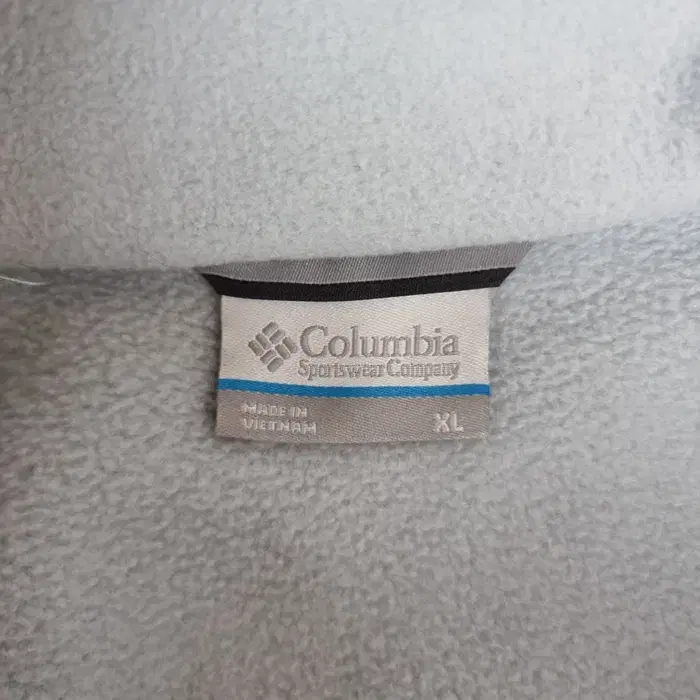 Columbia
Sportswear Company
MADE IN
VIETNAM
XL